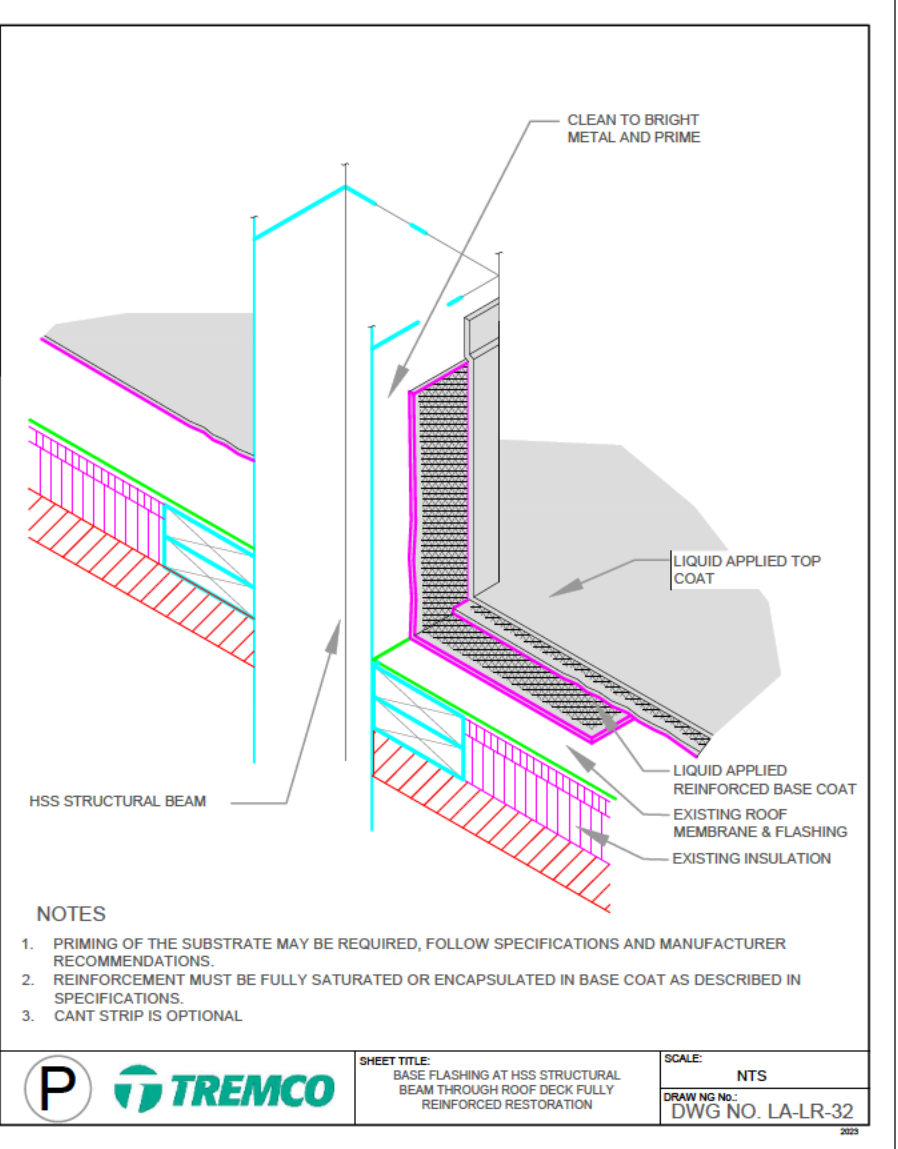 CLEAN TO BRIGHT
METAL AND PRIME
LIQUID APPLIED TOP
COAT
LIQUID APPLIED
REINFORCED BASE COAT
HSS STRUCTURAL BEAM
EXISTING ROOF
MEMBRANE & FLASHING
EXISTING INSULATION
NOTES
1. PRIMING OF THE SUBSTRATE MAY BE REQUIRED, FOLLOW SPECIFICATIONS AND MANUFACTURER
RECOMMENDATIONS.
2. REINFORCEMENT MUST BE FULLY SATURATED OR ENCAPSULATED IN BASE COAT AS DESCRIBED IN
SPECIFICATIONS.
3. CANT STRIP IS OPTIONAL
P
TREMCO
SHEET TITLE:
BASE FLASHING AT HSS STRUCTURAL
BEAM THROUGH ROOF DECK FULLY
REINFORCED RESTORATION
SCALE:
NTS
DRAW NG No.:
DWG NO. LA-LR-32
2023